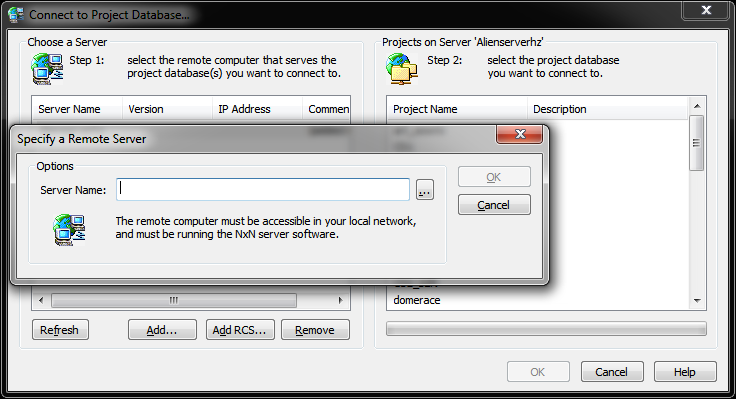 Connect to Project Database...
Choose a Server
Step 1:
select the remote computer that serves the
project database(s) you want to connect to.
Server Name Version IP Address Commen
Projects on Server 'Alienserverhz'
Step 2:
select the project database
you want to connect to.
Project Name Description
Specify a Remote Server
Options
Server Name:
...
OK
Cancel
The remote computer must be accessible in your local network,
and must be running the NxN server software.
domerace
Refresh Add... Add RCS... Remove
OK Cancel Help